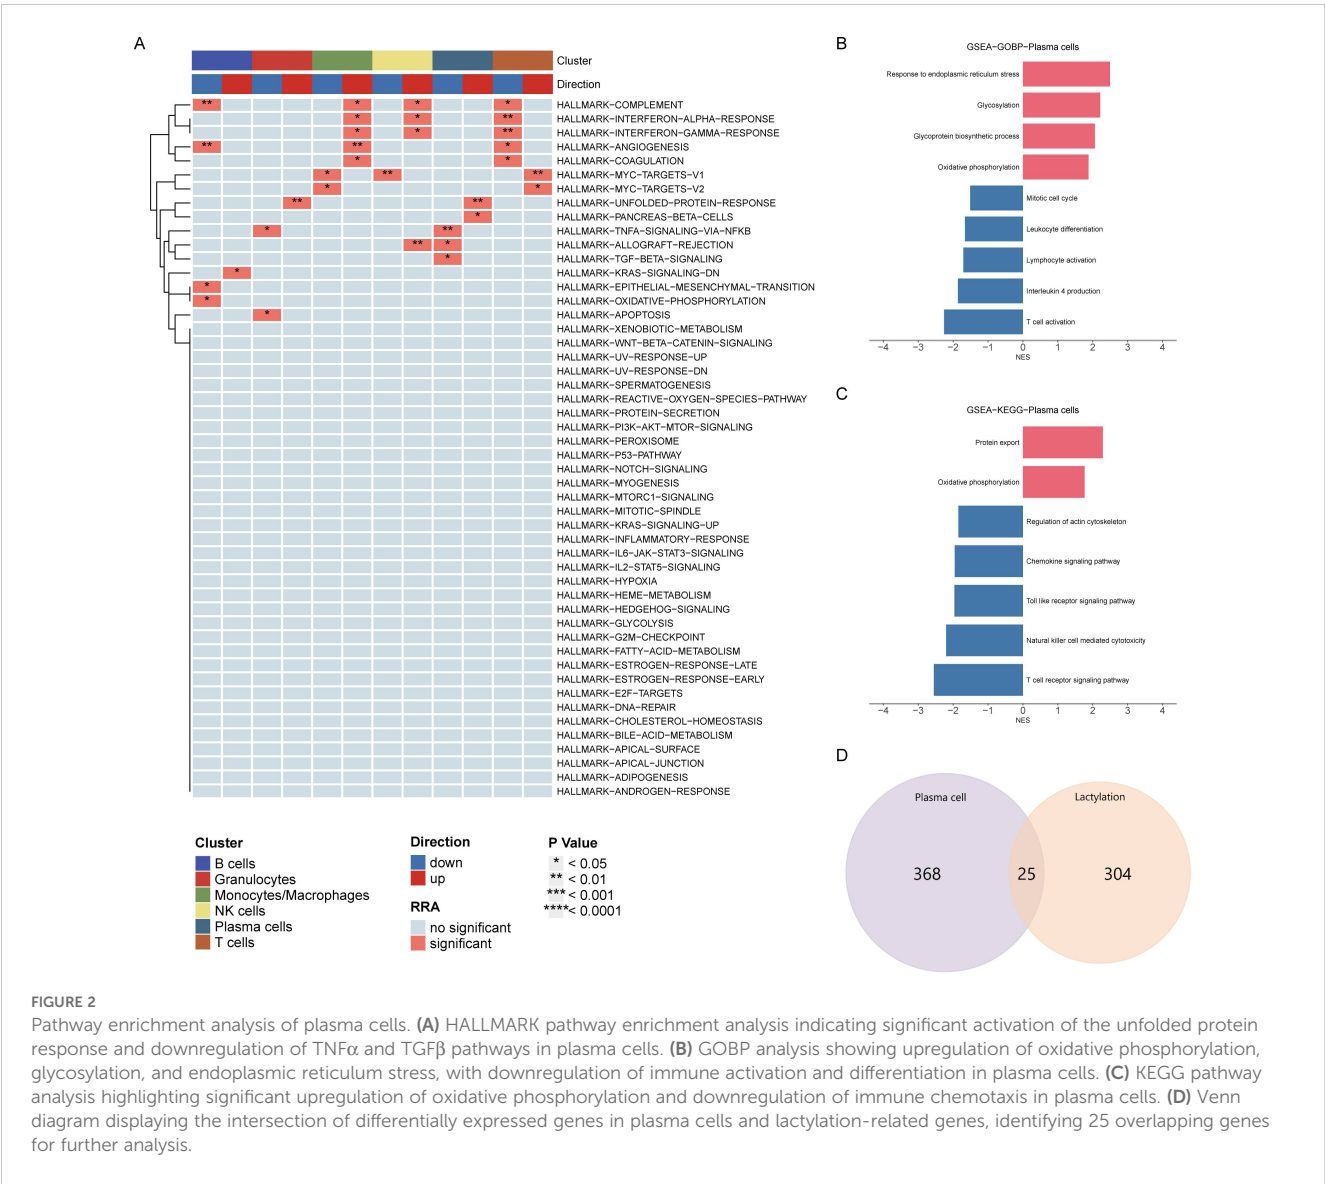 A
Cluster
Direction
** * * * HALLMARK−COMPLEMENT
* * ** HALLMARK−INTERFERON−ALPHA−RESPONSE
* * ** HALLMARK−INTERFERON−GAMMA−RESPONSE
** ** * HALLMARK−ANGIOGENESIS
* * HALLMARK−COAGULATION
* ** ** HALLMARK−MYC−TARGETS−V1
* * HALLMARK−MYC−TARGETS−V2
** ** HALLMARK−UNFOLDED−PROTEIN−RESPONSE
* HALLMARK−PANCREAS−BETA−CELLS
* ** HALLMARK−TNFA−SIGNALING−VIA−NFKB
** * HALLMARK−ALLOGRAFT−REJECTION
* HALLMARK−TGF−BETA−SIGNALING
* HALLMARK−KRAS−SIGNALING−DN
* HALLMARK−EPITHELIAL−MESENCHYMAL−TRANSITION
* HALLMARK−OXIDATIVE−PHOSPHORYLATION
* HALLMARK−APOPTOSIS
HALLMARK−XENOBIOTIC−METABOLISM
HALLMARK−WNT−BETA−CATENIN−SIGNALING
HALLMARK−UV−RESPONSE−UP
HALLMARK−UV−RESPONSE−DN
HALLMARK−SPERMATOGENESIS
HALLMARK−REACTIVE−OXYGEN−SPECIES−PATHWAY
HALLMARK−PROTEIN−SECRETION
HALLMARK−PI3K−AKT−MTOR−SIGNALING
HALLMARK−PEROXISOME
HALLMARK−P53−PATHWAY
HALLMARK−NOTCH−SIGNALING
HALLMARK−MYOGENESIS
HALLMARK−MTORC1−SIGNALING
HALLMARK−MITOTIC−SPINDLE
HALLMARK−KRAS−SIGNALING−UP
HALLMARK−INFLAMMATORY−RESPONSE
HALLMARK−IL6−JAK−STAT3−SIGNALING
HALLMARK−IL2−STAT5−SIGNALING
HALLMARK−HYPOXIA
HALLMARK−HEME−METABOLISM
HALLMARK−HEDGEHOG−SIGNALING
HALLMARK−GLYCOLYSIS
HALLMARK−G2M−CHECKPOINT
HALLMARK−FATTY−ACID−METABOLISM
HALLMARK−ESTROGEN−RESPONSE−LATE
HALLMARK−ESTROGEN−RESPONSE−EARLY
HALLMARK−E2F−TARGETS
HALLMARK−DNA−REPAIR
HALLMARK−CHOLESTEROL−HOMEOSTASIS
HALLMARK−BILE−ACID−METABOLISM
HALLMARK−APICAL−SURFACE
HALLMARK−APICAL−JUNCTION
HALLMARK−ADIPOGENESIS
HALLMARK−ANDROGEN−RESPONSE
Cluster
B cells
Granulocytes
Monocytes/Macrophages
NK cells
Plasma cells
T cells
Direction
down
up
RRA
no significant
significant
P Value
* < 0.05
** < 0.01
*** < 0.001
**** < 0.0001
B
GSEA−GOBP−Plasma cells
Response to endoplasmic reticulum stress
Glycosylation
Glycoprotein biosynthetic process
Oxidative phosphorylation
Mitotic cell cycle
Leukocyte differentiation
Lymphocyte activation
Interleukin 4 production
T cell activation
−4 −3 −2 −1 0 1 2 3 4
NES
C
GSEA−KEGG−Plasma cells
Protein export
Oxidative phosphorylation
Regulation of actin cytoskeleton
Chemokine signaling pathway
Toll like receptor signaling pathway
Natural killer cell mediated cytotoxicity
T cell receptor signaling pathway
−4 −3 −2 −1 0 1 2 3 4
NES
D
Plasma cell Lactylation
368 25 304
FIGURE 2
Pathway enrichment analysis of plasma cells. (A) HALLMARK pathway enrichment analysis indicating significant activation of the unfolded protein
response and downregulation of TNFα and TGFβ pathways in plasma cells. (B) GOBP analysis showing upregulation of oxidative phosphorylation,
glycosylation, and endoplasmic reticulum stress, with downregulation of immune activation and differentiation in plasma cells. (C) KEGG pathway
analysis highlighting significant upregulation of oxidative phosphorylation and downregulation of immune chemotaxis in plasma cells. (D) Venn
diagram displaying the intersection of differentially expressed genes in plasma cells and lactylation-related genes, identifying 25 overlapping genes
for further analysis.